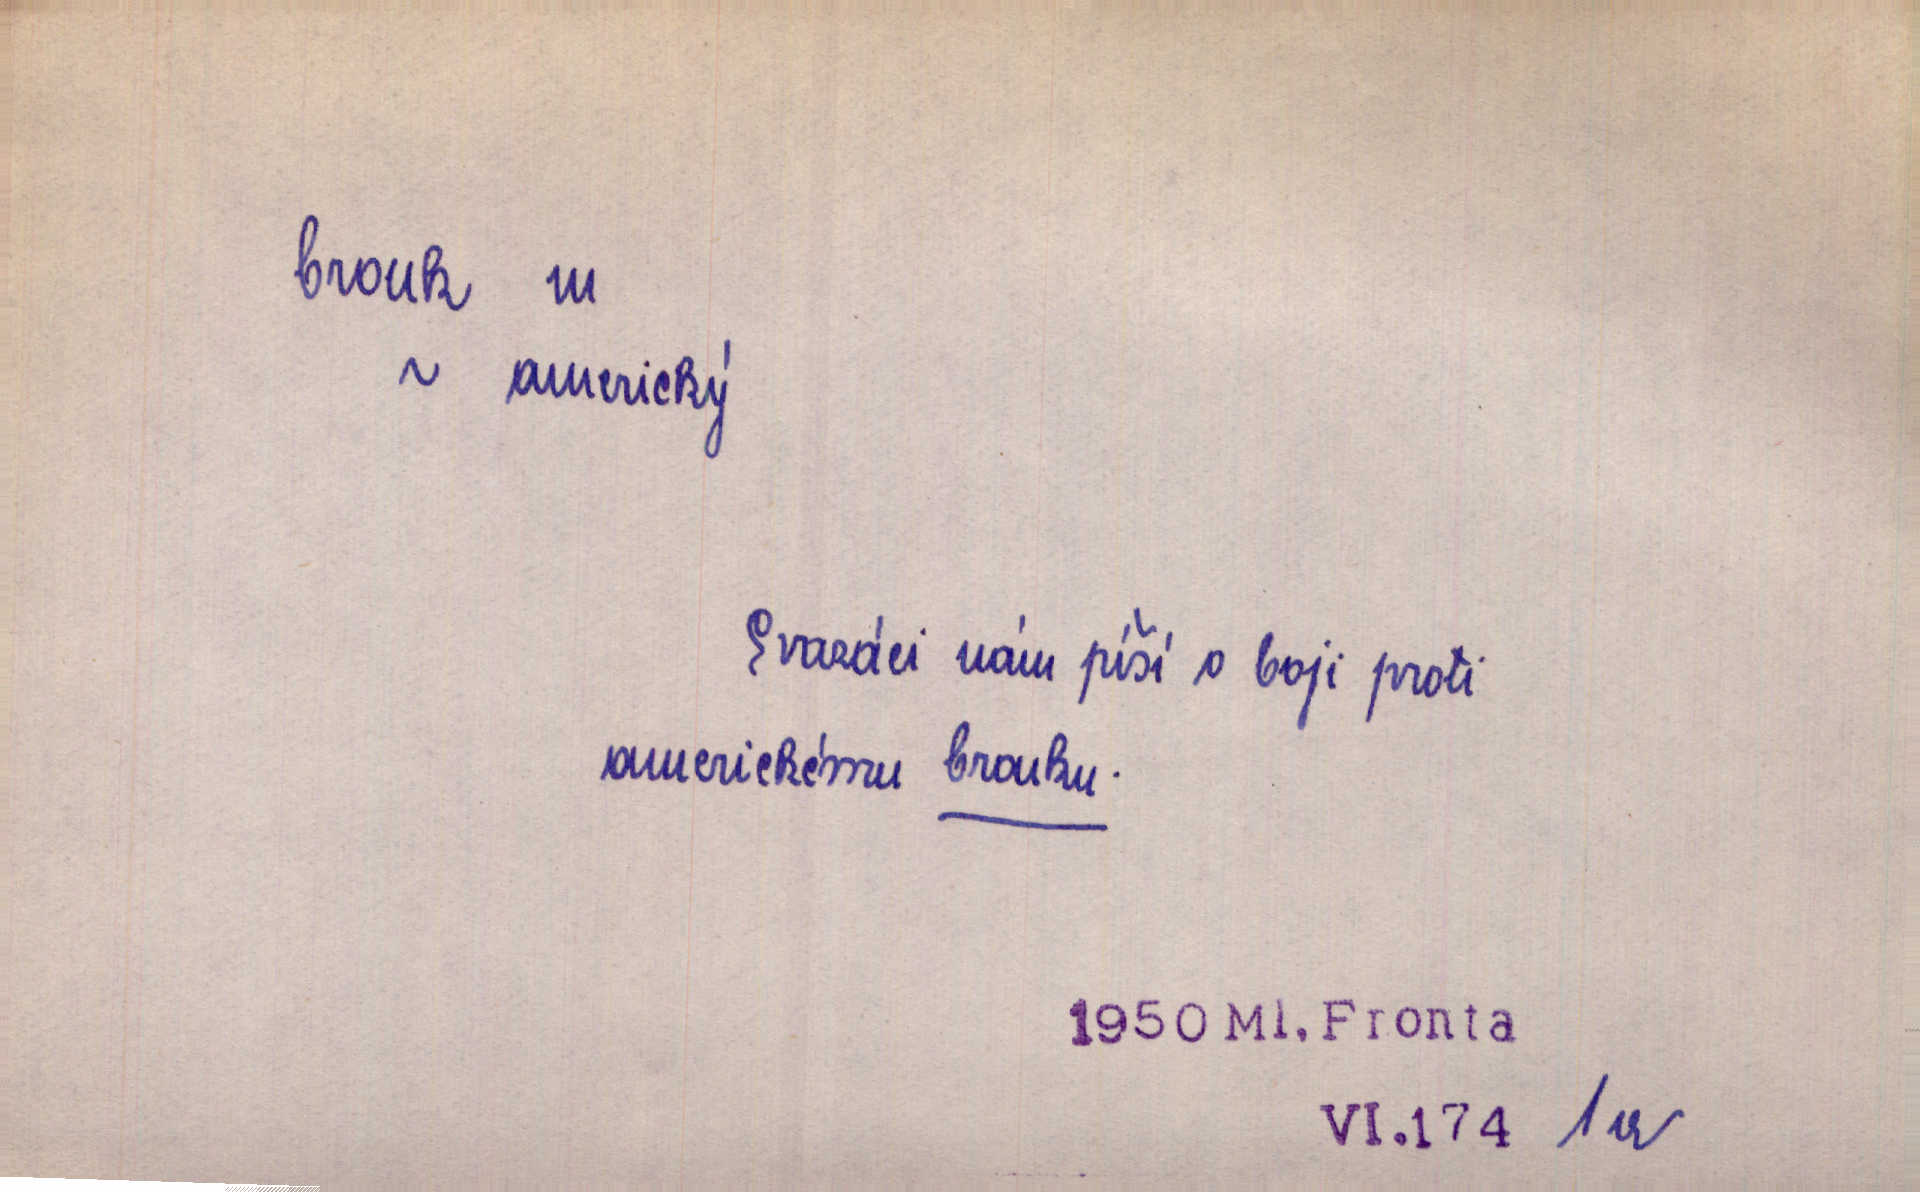 brouk m
~ americký
Svazáci nám píší o boji proti
americkému brouku.
1950 Ml. Fronta
VI.174